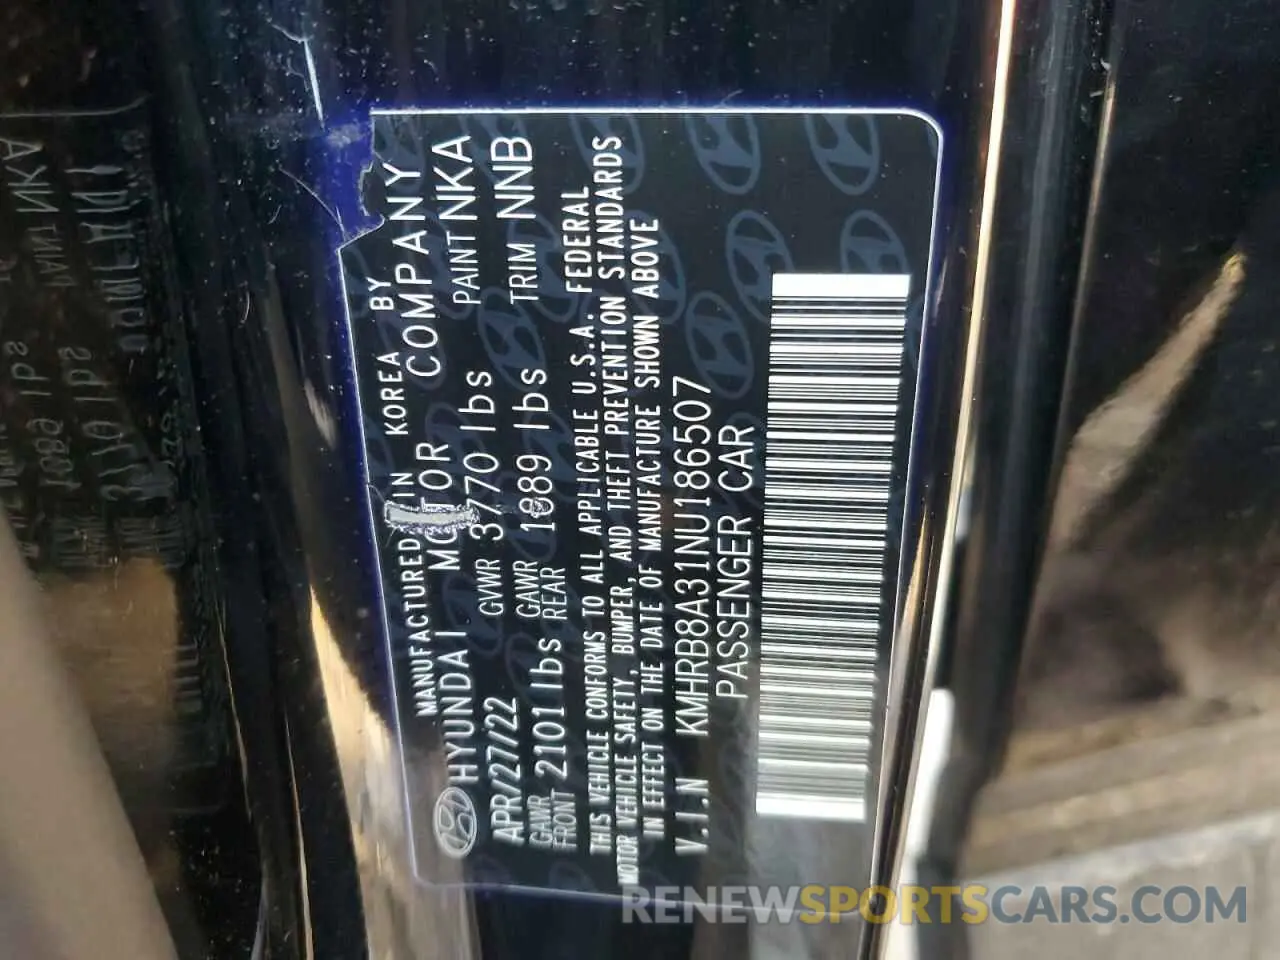 MANUFACTURED IN KOREA BY
HYUNDAI MOTOR COMPANY
APR/27/22 GVWR 3770 lbs PAINT NKA
GAWR FRONT 2101 lbs GAWR REAR 1889 lbs TRIM NNB
THIS VEHICLE CONFORMS TO ALL APPLICABLE U.S.A. FEDERAL
MOTOR VEHICLE SAFETY, BUMPER, AND THEFT PREVENTION STANDARDS
IN EFFECT ON THE DATE OF MANUFACTURE SHOWN ABOVE
V.I.N KMHRB8A31NU186507
PASSENGER CAR
RENEWSPORTSCARS.COM